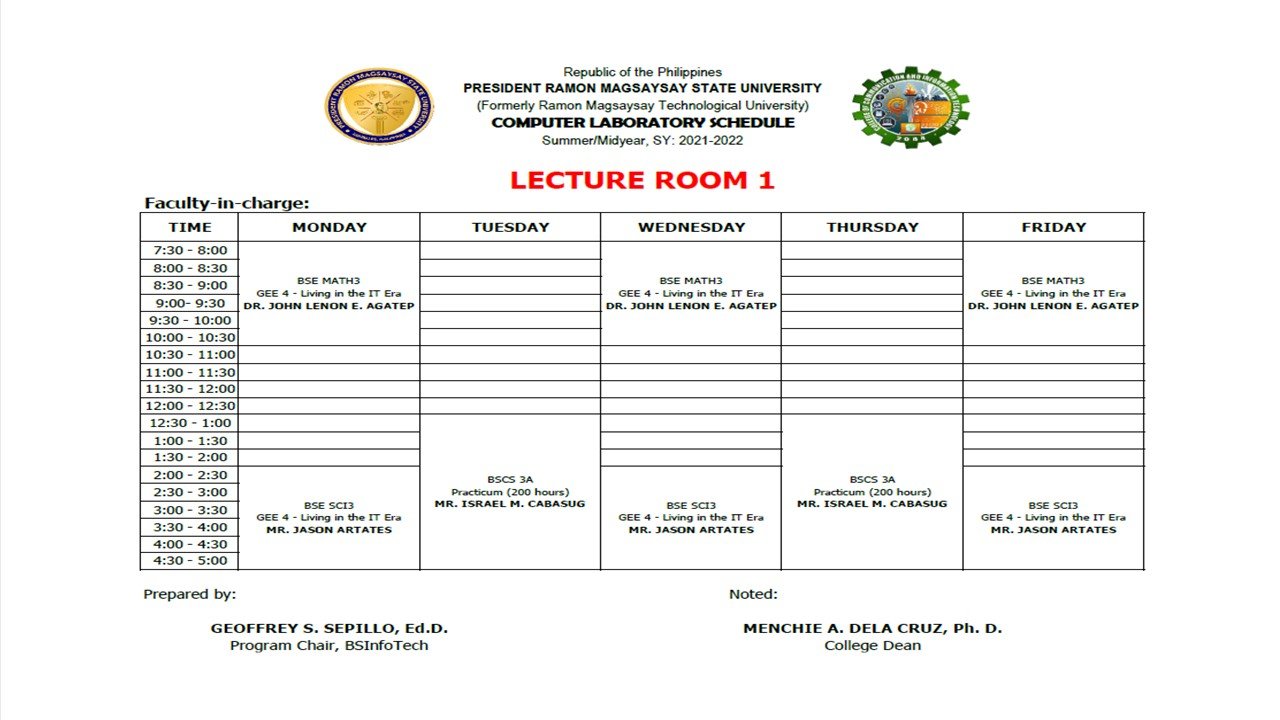 Republic of the Philippines
PRESIDENT RAMON MAGSAYSAY STATE UNIVERSITY
(Formerly Ramon Magsaysay Technological University)
COMPUTER LABORATORY SCHEDULE
Summer/Midyear, SY: 2021-2022
PRESIDENT RAMON MAGSAYSAY STATE UNIVERSITY
COLLEGE OF COMMUNICATION AND INFORMATION TECHNOLOGY
LECTURE ROOM 1
Faculty-in-charge:
TIME MONDAY TUESDAY WEDNESDAY THURSDAY FRIDAY
7:30 - 8:00
8:00 - 8:30
8:30 - 9:00
9:00- 9:30
9:30 - 10:00
10:00 - 10:30
10:30 - 11:00
11:00 - 11:30
11:30 - 12:00
12:00 - 12:30
12:30 - 1:00
1:00 - 1:30
1:30 - 2:00
2:00 - 2:30
2:30 - 3:00
3:00 - 3:30
3:30 - 4:00
4:00 - 4:30
4:30 - 5:00
BSE MATH3
GEE 4 - Living in the IT Era
DR. JOHN LENON E. AGATEP
BSE SCI3
GEE 4 - Living in the IT Era
MR. JASON ARTATES
BSCS 3A
Practicum (200 hours)
MR. ISRAEL M. CABASUG
BSE MATH3
GEE 4 - Living in the IT Era
DR. JOHN LENON E. AGATEP
BSE SCI3
GEE 4 - Living in the IT Era
MR. JASON ARTATES
BSCS 3A
Practicum (200 hours)
MR. ISRAEL M. CABASUG
BSE MATH3
GEE 4 - Living in the IT Era
DR. JOHN LENON E. AGATEP
BSE SCI3
GEE 4 - Living in the IT Era
MR. JASON ARTATES
Prepared by:
GEOFFREY S. SEPILLO, Ed.D.
Program Chair, BSInfoTech
Noted:
MENCHIE A. DELA CRUZ, Ph. D.
College Dean